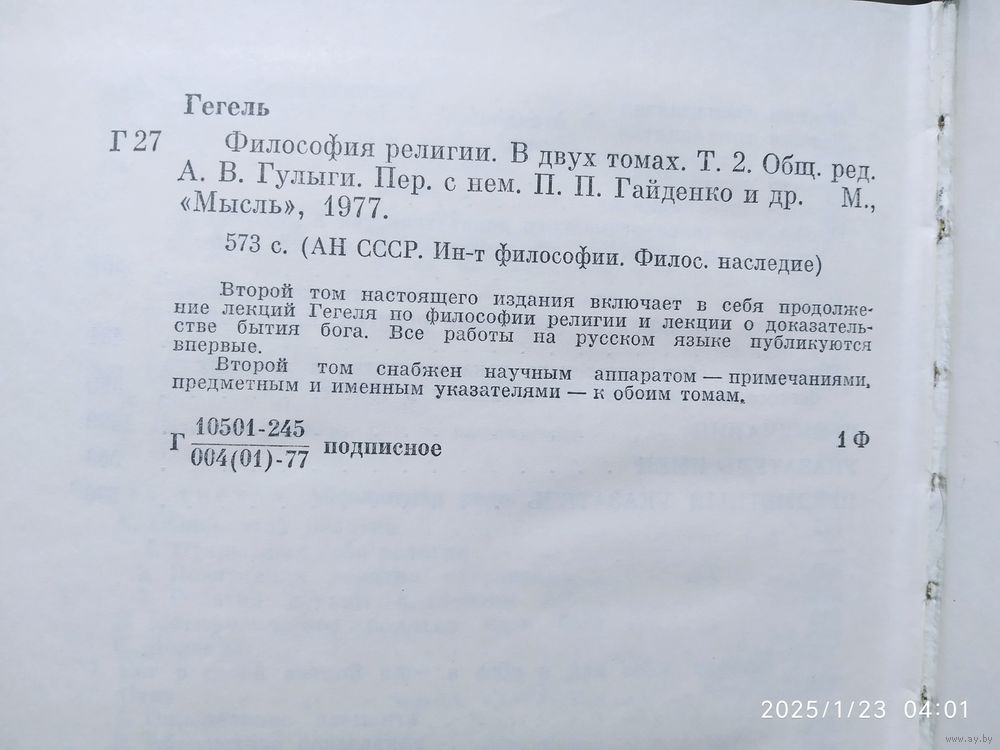 Гегель
Г 27 Философия религии. В двух томах. Т. 2. Общ. ред.
А. В. Гулыги. Пер. с нем. П. П. Гайденко и др. М.,
«Мысль», 1977.
573 с. (АН СССР. Ин-т философии. Филос. наследие)
Второй том настоящего издания включает в себя продолже-
ние лекций Гегеля по философии религии и лекции о доказатель-
стве бытия бога. Все работы на русском языке публикуются
впервые.
Второй том снабжен научным аппаратом — примечаниями,
предметным и именным указателями — к обоим томам.
10501-245
Г подписное 1 Ф
004(01)-77
2025/1/23 04:01
www.ay.by